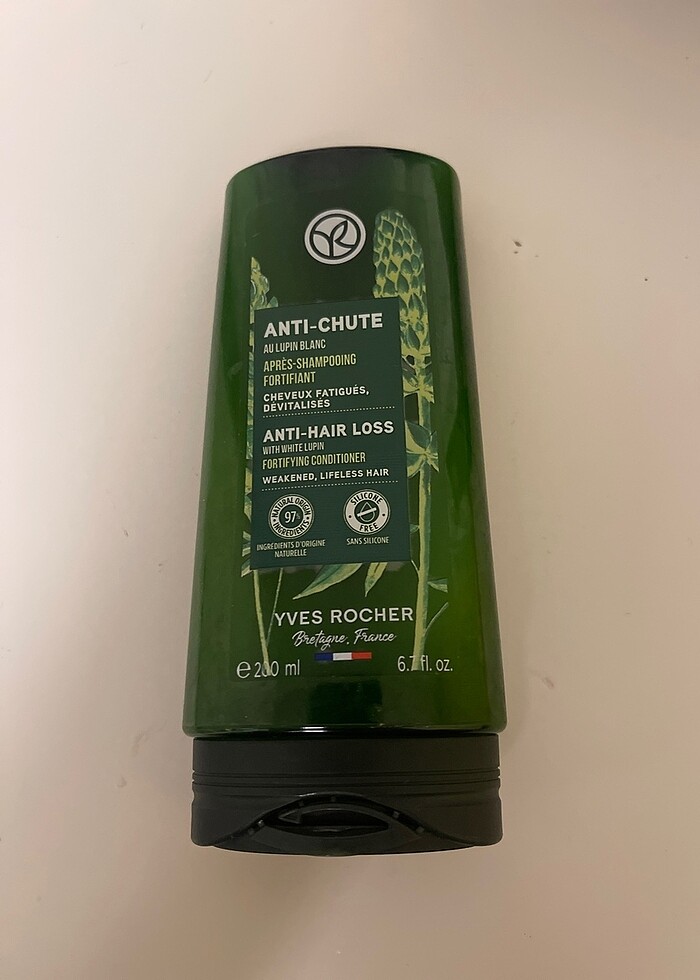 ANTI-CHUTE
AU LUPIN BLANC
APRÈS-SHAMPOOING
FORTIFIANT
CHEVEUX FATIGUÉS,
DÉVITALISÉS
ANTI-HAIR LOSS
WITH WHITE LUPIN
FORTIFYING CONDITIONER
WEAKENED, LIFELESS HAIR
NATURAL ORIGIN
97%
INGREDIENTS
SILICONE
FREE
INGRÉDIENTS D'ORIGINE
NATURELLE
SANS SILICONE
YVES ROCHER
Bretagne, France
℮ 200 ml 6.7 fl. oz.